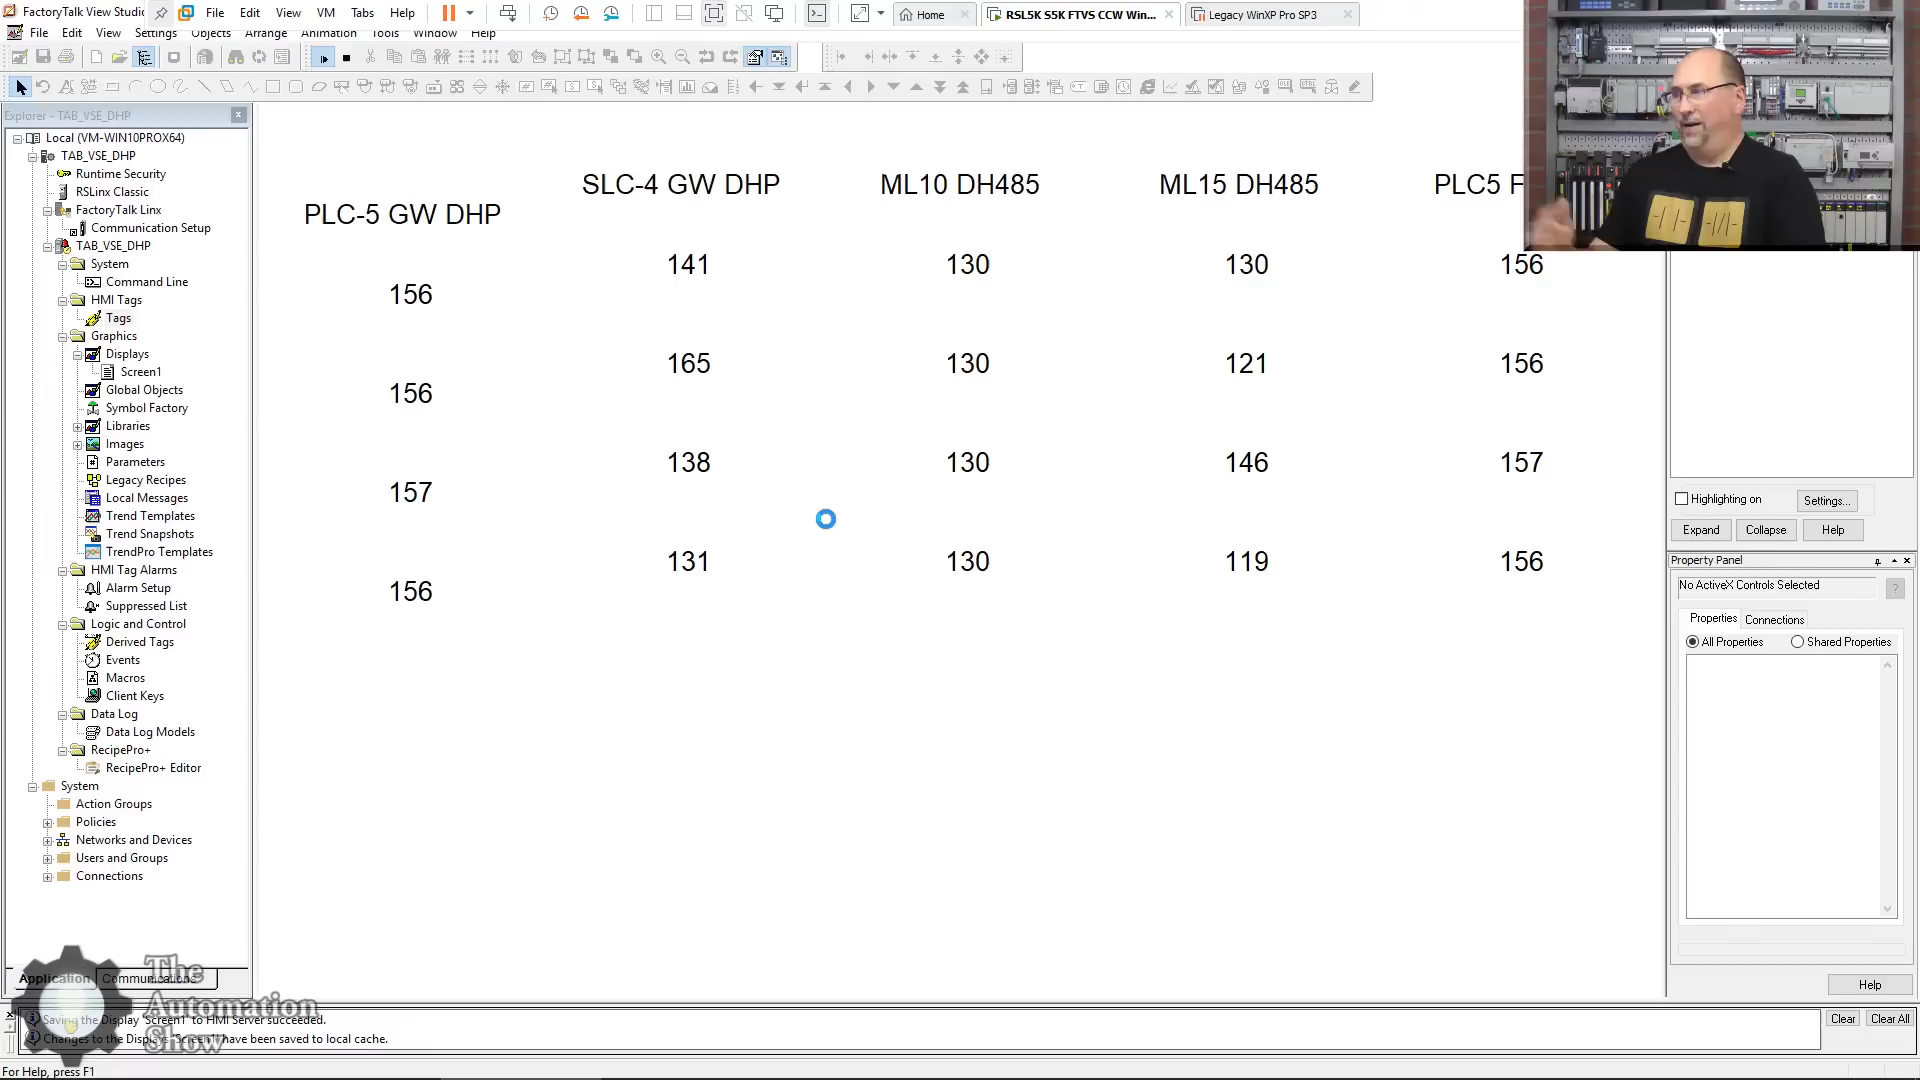 FactoryTalk View Studio
File Edit View VM Tabs Help
Home
RSL5K S5K FTVS CCW Win...
Legacy WinXP Pro SP3
File Edit View Settings Objects Arrange Animation Tools Window Help
Explorer - TAB_VSE_DHP
Local (VM-WIN10PROX64)
TAB_VSE_DHP
Runtime Security
RSLinx Classic
FactoryTalk Linx
Communication Setup
TAB_VSE_DHP
System
Command Line
HMI Tags
Tags
Graphics
Displays
Screen1
Global Objects
Symbol Factory
Libraries
Images
Parameters
Legacy Recipes
Local Messages
Trend Templates
Trend Snapshots
TrendPro Templates
HMI Tag Alarms
Alarm Setup
Suppressed List
Logic and Control
Derived Tags
Events
Macros
Client Keys
Data Log
Data Log Models
RecipePro+
RecipePro+ Editor
System
Action Groups
Policies
Networks and Devices
Users and Groups
Connections
Application Communications
SLC-4 GW DHP ML10 DH485 ML15 DH485 PLC5 F
PLC-5 GW DHP
141 130 130 156
156
165 130 121 156
156
138 130 146 157
157
131 130 119 156
156
Highlighting on Settings...
Expand Collapse Help
Property Panel
No ActiveX Controls Selected
?
Properties Connections
All Properties Shared Properties
Help
The
Automation
Show
Saving the Display 'Screen1' to HMI Server succeeded.
Changes to the Displays 'Screen1' have been saved to local cache.
Clear Clear All
For Help, press F1